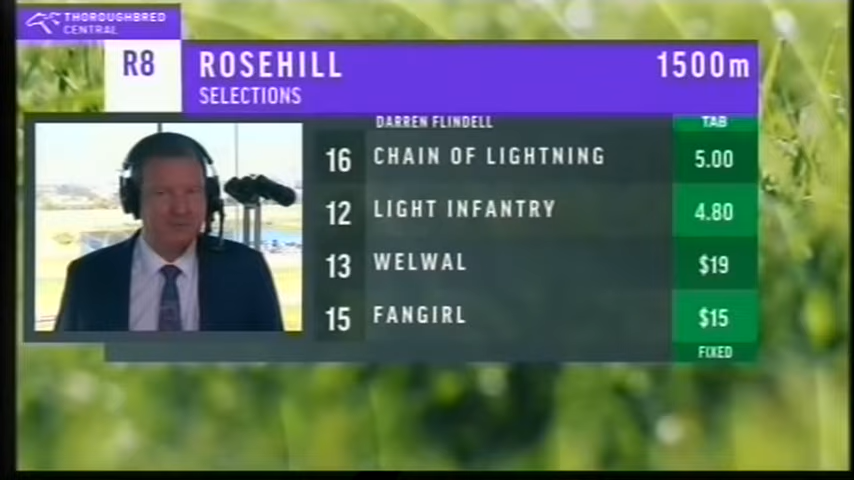 THOROUGHBRED
CENTRAL
R8
ROSEHILL
1500m
SELECTIONS
DARREN FLINDELL
TAB
16 CHAIN OF LIGHTNING 5.00
12 LIGHT INFANTRY 4.80
13 WELWAL $19
15 FANGIRL $15
FIXED